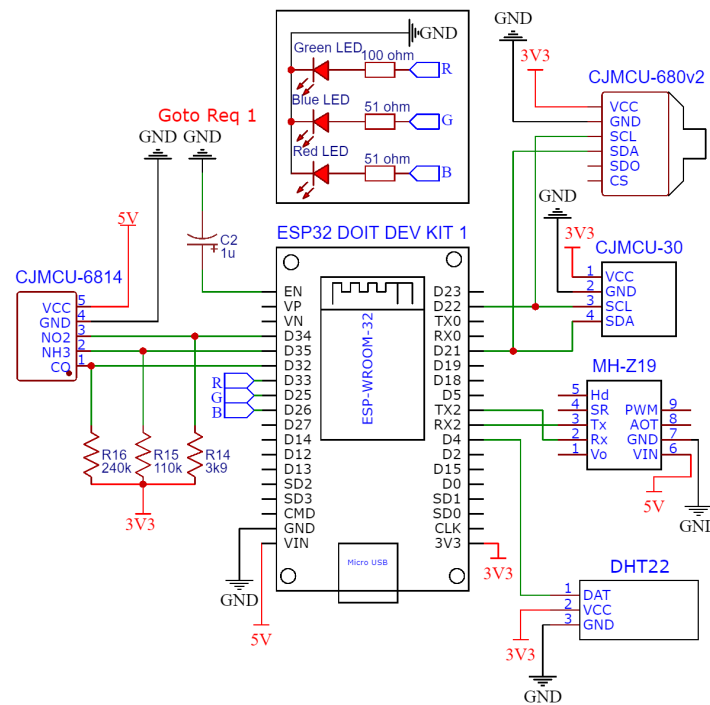 GND
Green LED
100 ohm
R
Blue LED
51 ohm
G
Red LED
51 ohm
B
GND
3V3
CJMCU-680v2
VCC
GND
SCL
SDA
SDO
CS
Goto Req 1
GND
GND
5V
C2
1u
+
ESP32 DOIT DEV KIT 1
CJMCU-6814
VCC 5
GND 4
NO2 3
NH3 2
CO 1
R16
240k
R15
110k
R14
3k9
3V3
R
G
B
EN
VP
VN
D34
D35
D32
D33
D25
D26
D27
D14
D12
D13
SD2
SD3
CMD
GND
VIN
ESP-WROOM-32
Micro USB
D23
D22
TX0
RX0
D21
D19
D18
D5
TX2
RX2
D4
D2
D15
D0
SD1
SD0
CLK
3V3
GND
5V
3V3
GND
3V3
CJMCU-30
1 VCC
2 GND
3 SCL
4 SDA
MH-Z19
5 Hd
4 SR
3 Tx
2 Rx
1 Vo
PWM 9
AOT 8
GND 7
VIN 6
5V
GND
DHT22
1 DAT
2 VCC
3 GND
3V3
GND